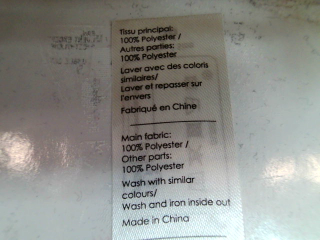 Tissu principal:
100% Polyester /
Autres parties:
100% Polyester
Laver avec des coloris
similaires/
Laver et repasser sur
l'envers
Fabriqué en Chine
Main fabric:
100% Polyester /
Other parts:
100% Polyester
Wash with similar
colours/
Wash and iron inside out
Made in China